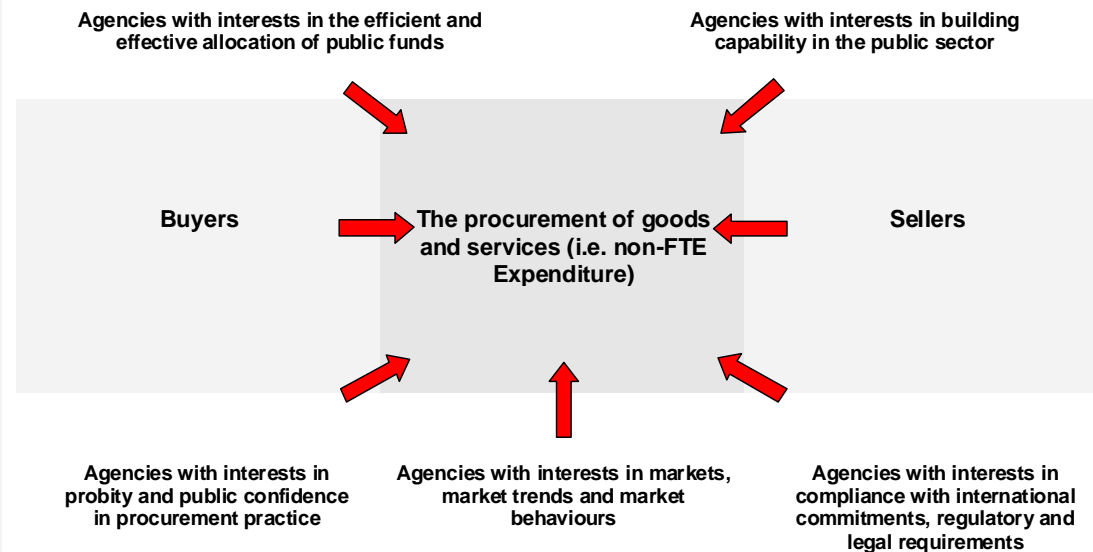 Agencies with interests in the efficient and
effective allocation of public funds
Agencies with interests in building
capability in the public sector
Buyers
The procurement of goods
and services (i.e. non-FTE
Expenditure)
Sellers
Agencies with interests in
probity and public confidence
in procurement practice
Agencies with interests in markets,
market trends and market
behaviours
Agencies with interests in
compliance with international
commitments, regulatory and
legal requirements